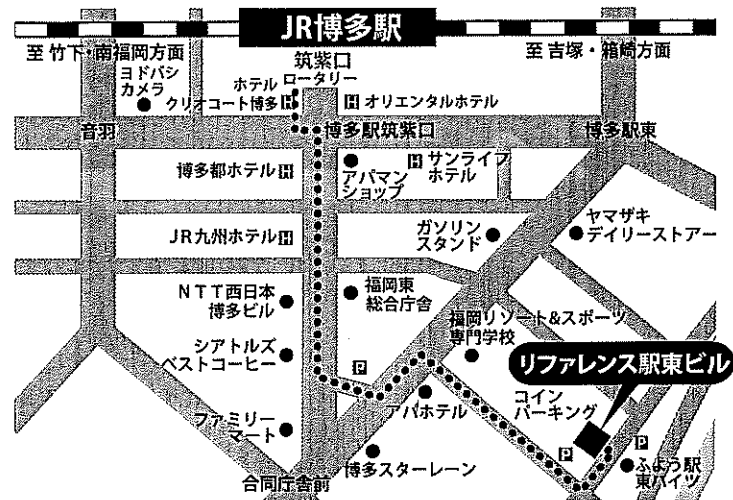 JR博多駅
至 竹下・南福岡方面
筑紫口
至 吉塚・箱崎方面
ヨドバシ
カメラ
ホテル
ロータリー
クリオコート博多 H
H オリエンタルホテル
音羽
博多駅筑紫口
博多駅東
博多都ホテル H
アパマン
ショップ
H サンライフ
ホテル
JR九州ホテル H
ガソリン
スタンド
ヤマザキ
デイリーストアー
NTT西日本
博多ビル
福岡東
総合庁舎
福岡リゾート&スポーツ
専門学校
シアトルズ
ベストコーヒー
P
リファレンス駅東ビル
アパホテル
コイン
パーキング
ファミリー
マート
P
P
合同庁舎前
博多スターレーン
ふよう駅
東ハイツ